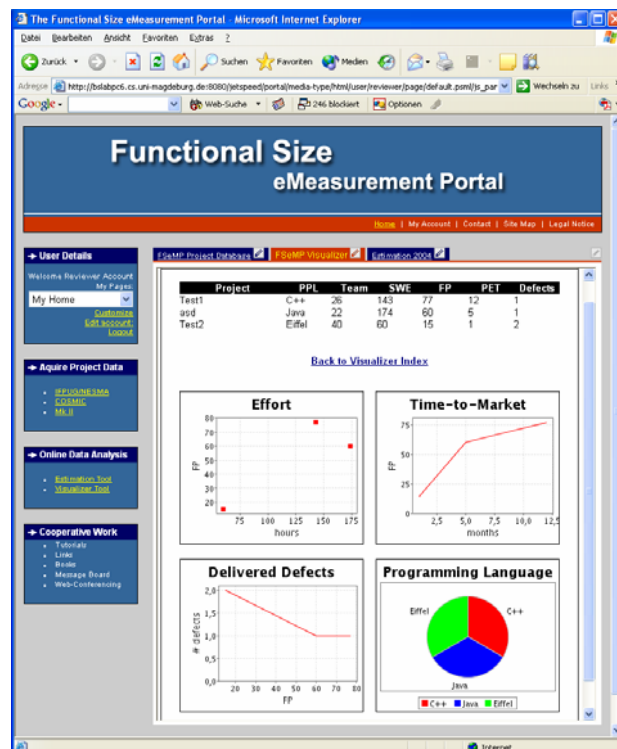 The Functional Size eMeasurement Portal - Microsoft Internet Explorer
Datei Bearbeiten Ansicht Favoriten Extras ?
Zurück Suchen Favoriten Medien
Adresse http://bslabpc6.cs.uni-magdeburg.de:8080/jetspeed/portal/media-type/html/user/reviewer/page/default.psml/js_par Wechseln zu Links
Google Web-Suche 246 blockiert Optionen
Functional Size
eMeasurement Portal
Home | My Account | Contact | Site Map | Legal Notice
User Details
Welcome Reviewer Account
My Pages:
My Home
Customize
Edit account:
Logout
Aquire Project Data
IFPUG/NESMA
COSMIC
Mk II
Online Data Analysis
Estimation Tool
Visualizer Tool
Cooperative Work
Tutorials
Links
Books
Message Board
Web-Conferencing
FSeMP Project Database FSeMP Visualizer Estimation 2004
Project PPL Team SWE FP PET Defects
Test1 C++ 26 143 77 12 1
asd Java 22 174 60 5 1
Test2 Eiffel 40 60 15 1 2
Back to Visualizer Index
Effort
80
70
60
50
40
30
20
FP
75 100 125 150 175
hours
Time-to-Market
75
50
25
0
FP
2,5 5,0 7,5 10,0 12,5
months
Delivered Defects
2,0
1,5
1,0
0,5
0,0
# defects
20 30 40 50 60 70 80
FP
Programming Language
Eiffel C++
Java
C++ Java Eiffel
Internet